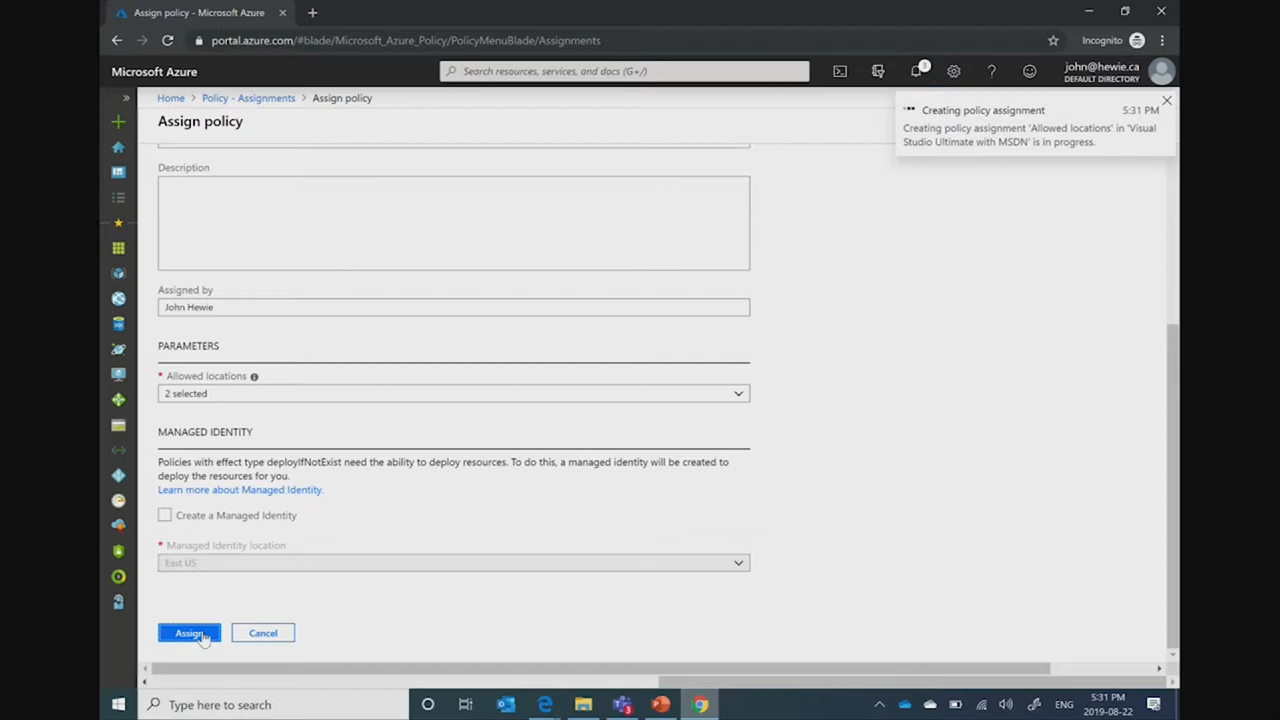 Assign policy - Microsoft Azure
portal.azure.com/#blade/Microsoft_Azure_Policy/PolicyMenuBlade/Assignments
Incognito
Microsoft Azure
Search resources, services, and docs (G+/)
3
john@hewie.ca
DEFAULT DIRECTORY
Home > Policy - Assignments > Assign policy
Assign policy
Creating policy assignment 5:31 PM
Creating policy assignment 'Allowed locations' in 'Visual
Studio Ultimate with MSDN' is in progress.
Description
Assigned by
John Hewie
PARAMETERS
* Allowed locations
2 selected
MANAGED IDENTITY
Policies with effect type deployIfNotExist need the ability to deploy resources. To do this, a managed identity will be created to
deploy the resources for you.
Learn more about Managed Identity.
Create a Managed Identity
* Managed Identity location
East US
Assign
Cancel
Type here to search
3
ENG
5:31 PM
2019-08-22